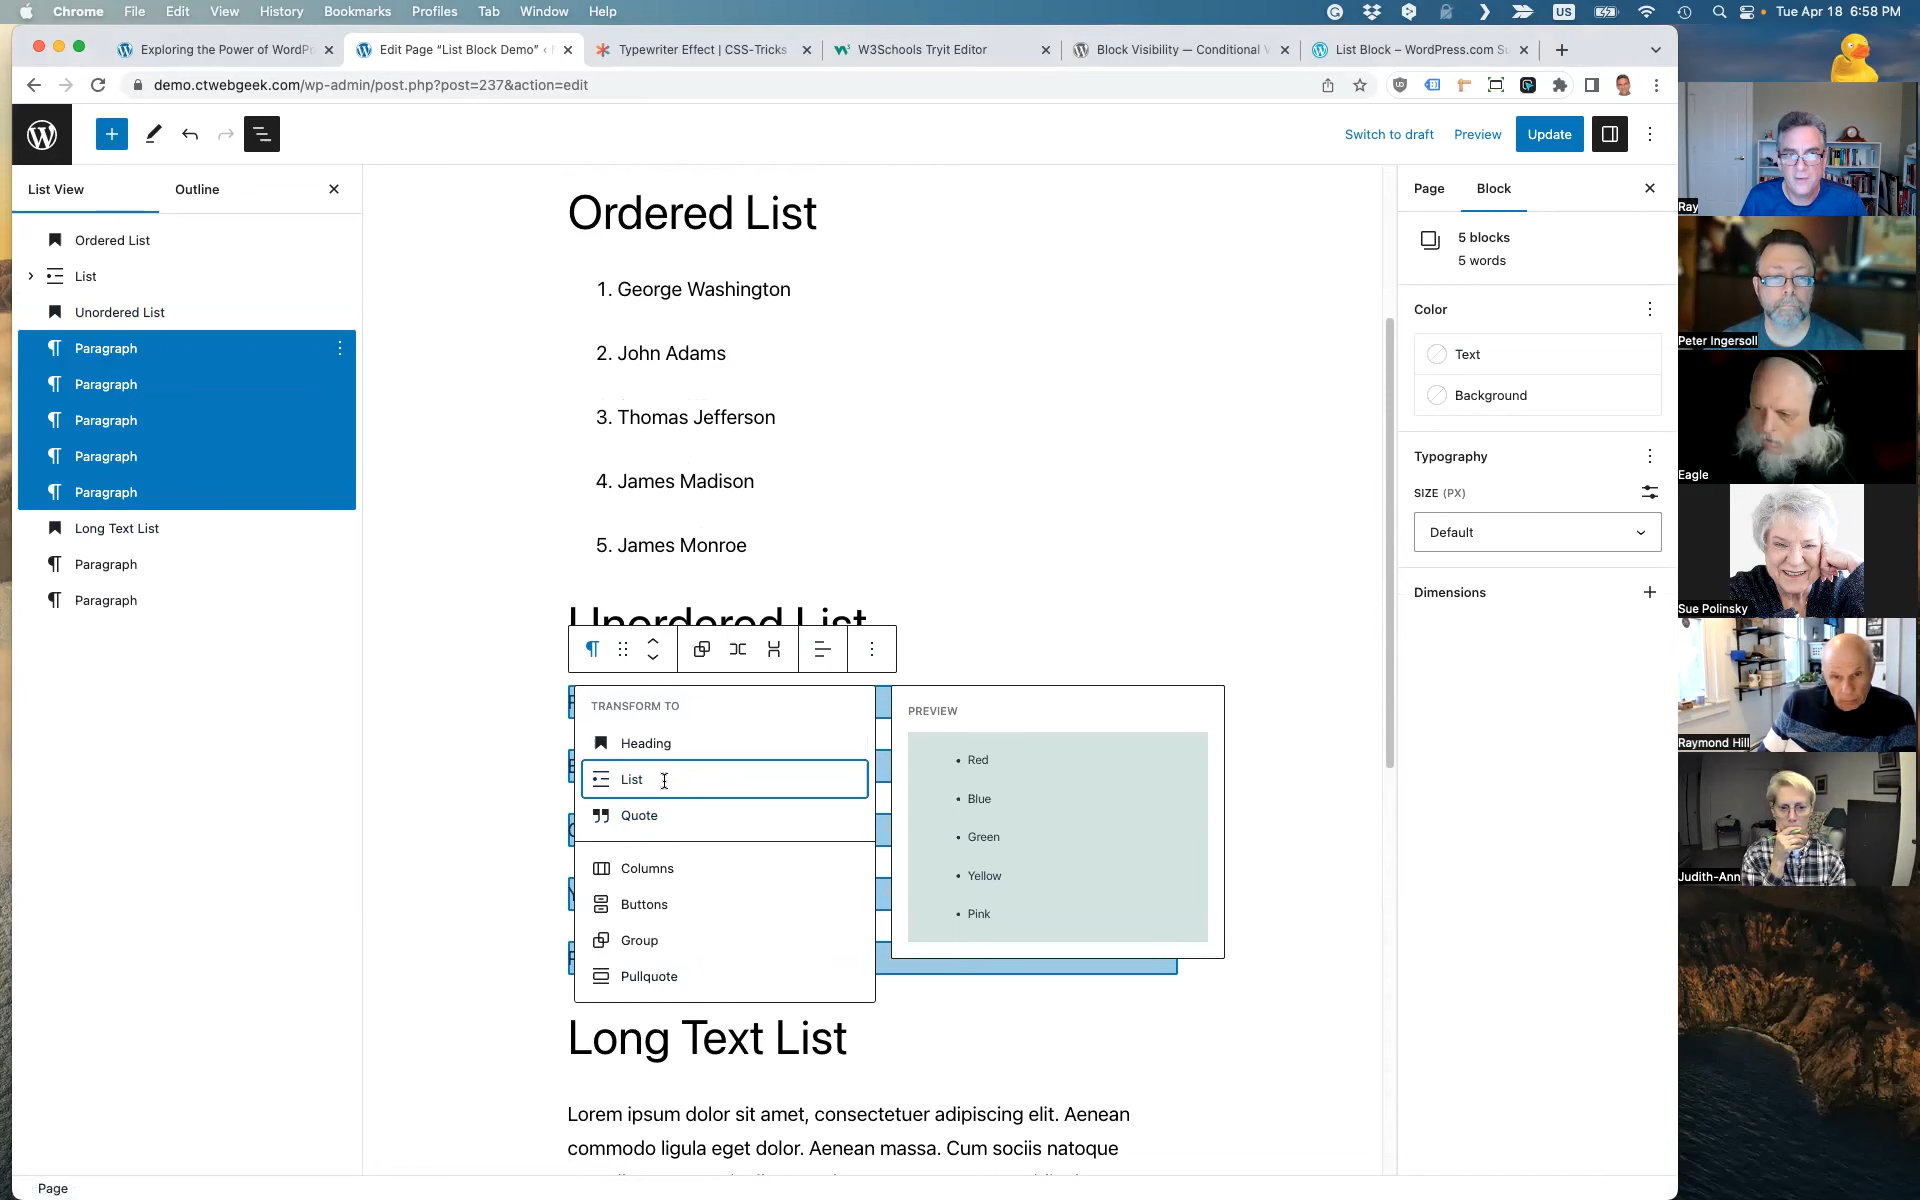 Chrome File Edit View History Bookmarks Profiles Tab Window Help US Tue Apr 18 6:58 PM
Exploring the Power of WordPr
Edit Page “List Block Demo” ‹
Typewriter Effect | CSS-Tricks
W3Schools Tryit Editor
Block Visibility — Conditional
List Block – WordPress.com Su
demo.ctwebgeek.com/wp-admin/post.php?post=237&action=edit
Switch to draft Preview Update
List View Outline
Ordered List
List
Unordered List
Paragraph
Paragraph
Paragraph
Paragraph
Paragraph
Long Text List
Paragraph
Paragraph
Ordered List
1. George Washington
2. John Adams
3. Thomas Jefferson
4. James Madison
5. James Monroe
Unordered List
TRANSFORM TO
Heading
List
Quote
Columns
Buttons
Group
Pullquote
PREVIEW
• Red
• Blue
• Green
• Yellow
• Pink
Long Text List
Lorem ipsum dolor sit amet, consectetuer adipiscing elit. Aenean
commodo ligula eget dolor. Aenean massa. Cum sociis natoque
Page Block
5 blocks
5 words
Color
Text
Background
Typography
SIZE (PX)
Default
Dimensions
Page
Ray
Peter Ingersoll
Eagle
Sue Polinsky
Raymond Hill
Judith-Ann